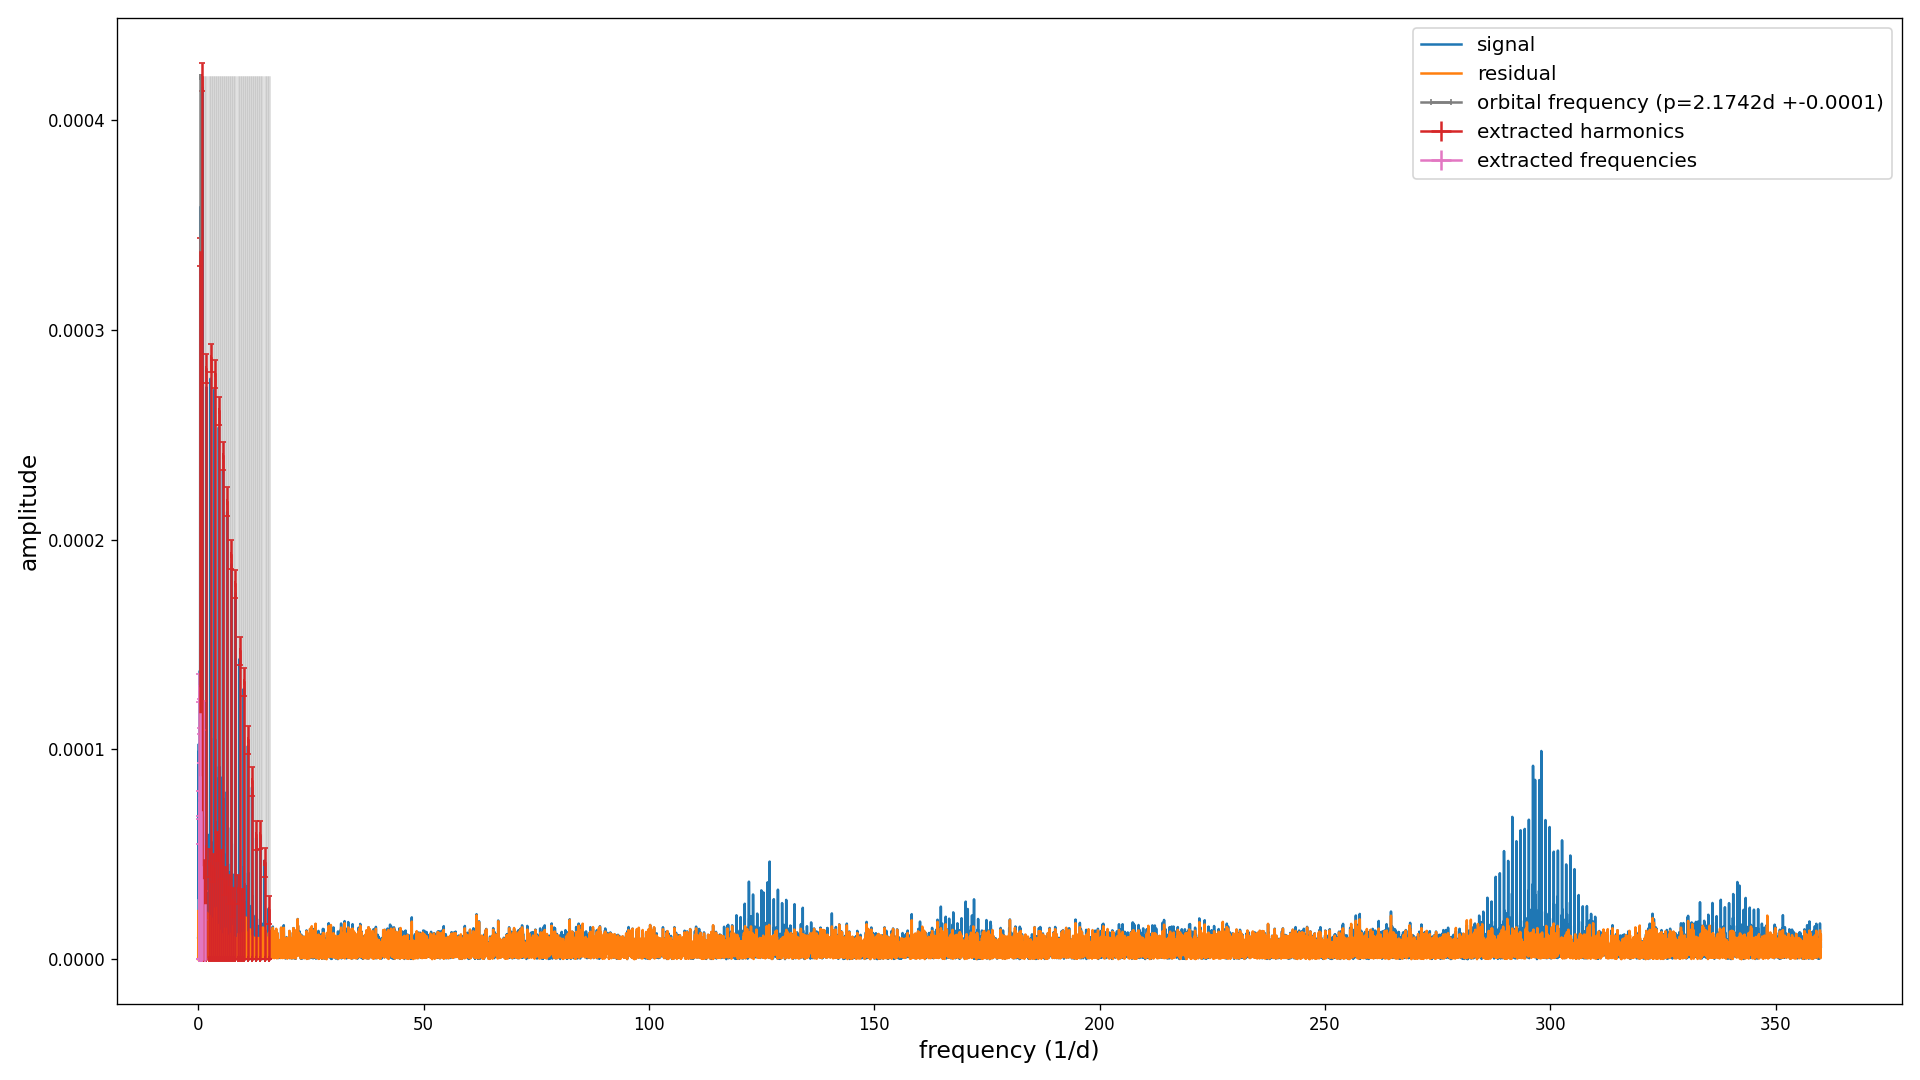 signal
residual
orbital frequency (p=2.1742d +-0.0001)
extracted harmonics
extracted frequencies
amplitude
0.0004
0.0003
0.0002
0.0001
0.0000
0 50 100 150 200 250 300 350
frequency (1/d)